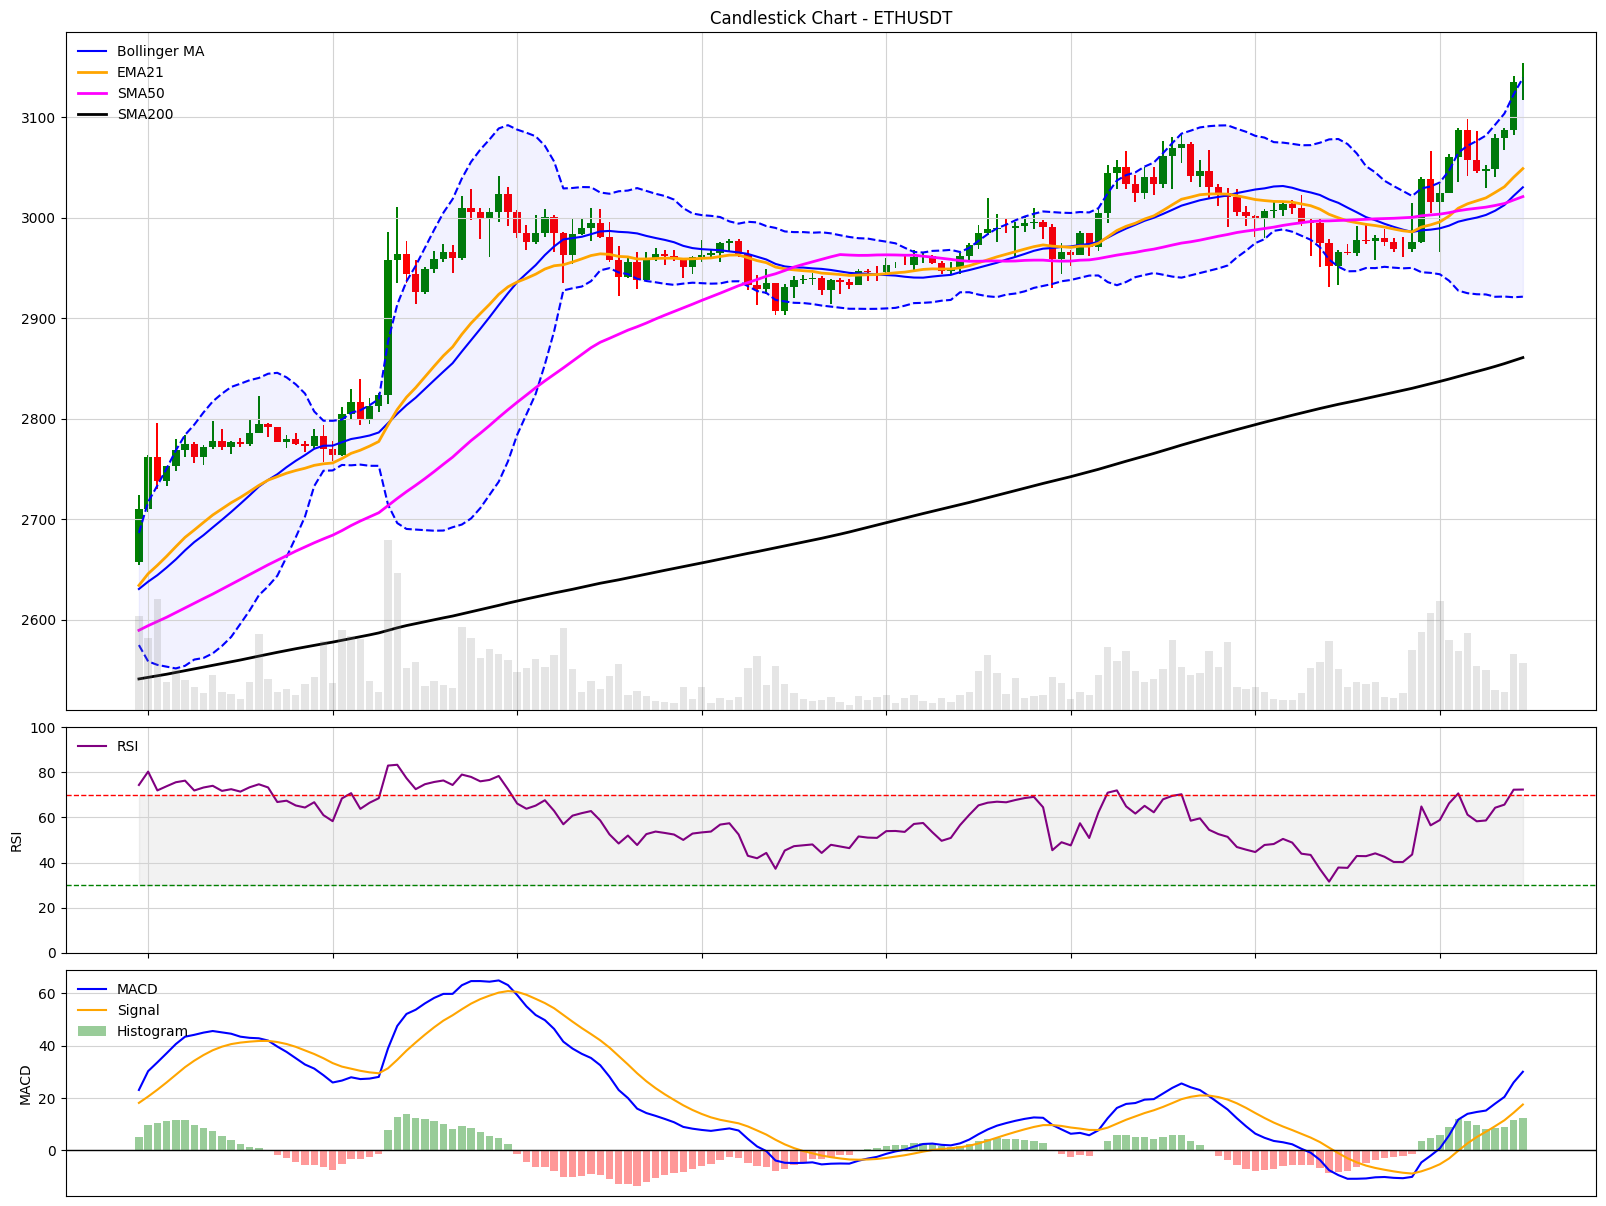 Candlestick Chart - ETHUSDT
Bollinger MA
EMA21
SMA50
SMA200
3100
3000
2900
2800
2700
2600
RSI
100
80
60
40
20
0
RSI
MACD
Signal
Histogram
60
40
20
0
MACD